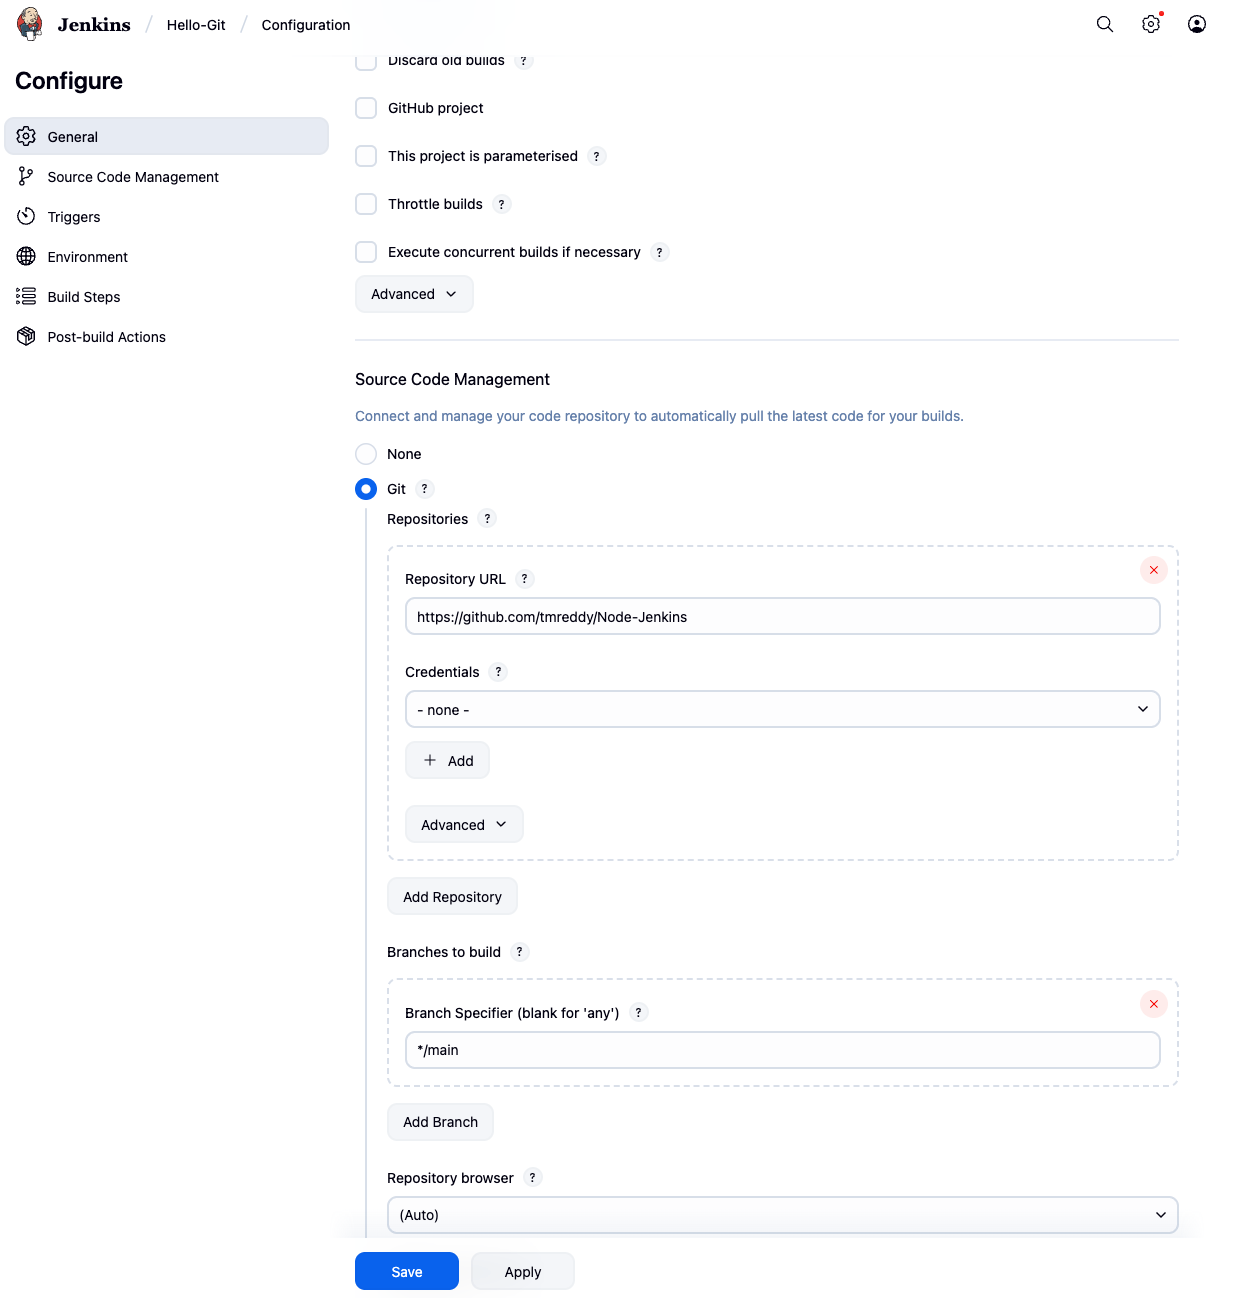 Jenkins / Hello-Git / Configuration
Configure
General
Source Code Management
Triggers
Environment
Build Steps
Post-build Actions
Discard old builds ?
GitHub project
This project is parameterised ?
Throttle builds ?
Execute concurrent builds if necessary ?
Advanced
Source Code Management
Connect and manage your code repository to automatically pull the latest code for your builds.
None
Git ?
Repositories ?
Repository URL ?
https://github.com/tmreddy/Node-Jenkins
Credentials ?
- none -
+ Add
Advanced
Add Repository
Branches to build ?
Branch Specifier (blank for 'any') ?
*/main
Add Branch
Repository browser ?
(Auto)
Save
Apply